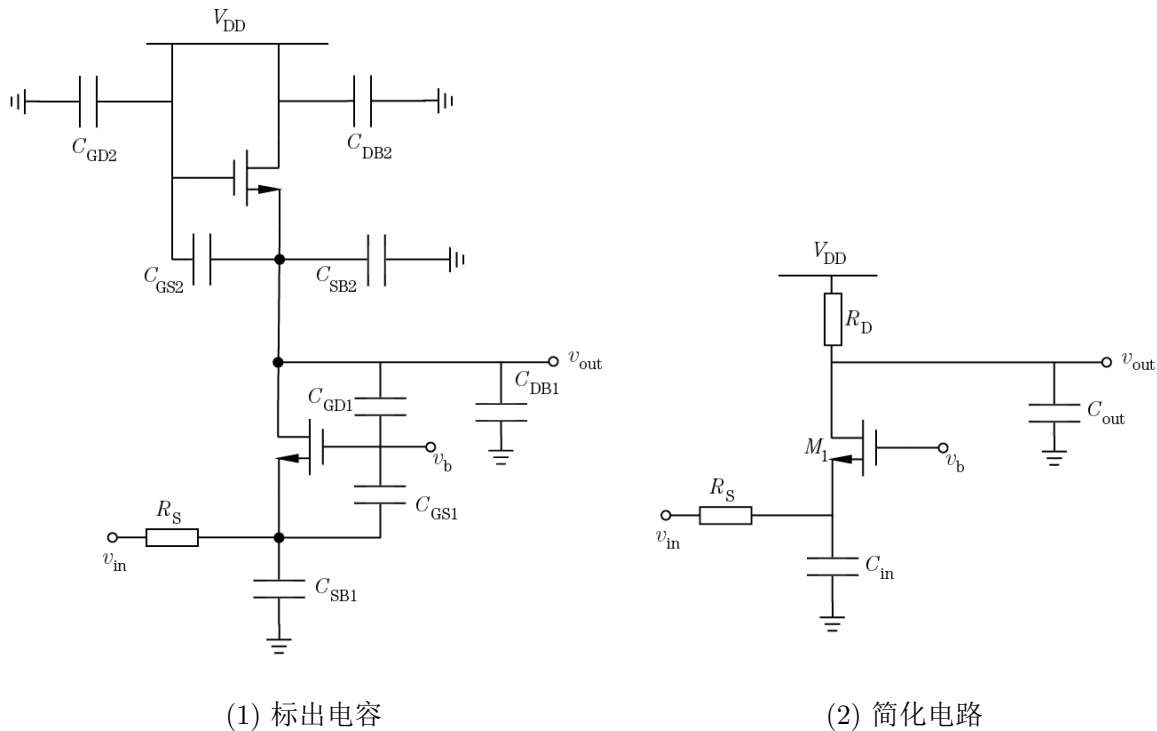 V_DD
C_GD2
C_DB2
C_GS2
C_SB2
v_out
C_DB1
C_GD1
v_b
C_GS1
R_S
v_in
C_SB1
(1) 标出电容
V_DD
R_D
v_out
C_out
M_1
v_b
R_S
v_in
C_in
(2) 简化电路